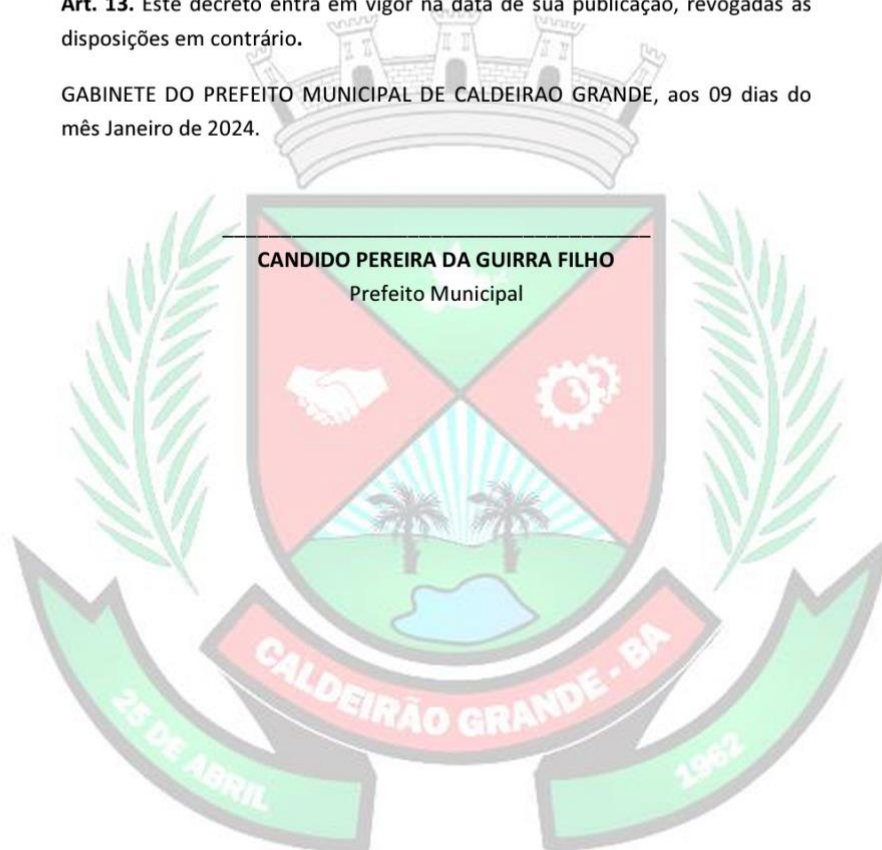 Art. 13. Este decreto entra em vigor na data de sua publicação, revogadas as
disposições em contrário.
GABINETE DO PREFEITO MUNICIPAL DE CALDEIRAO GRANDE, aos 09 dias do
mês Janeiro de 2024.
CANDIDO PEREIRA DA GUIRRA FILHO
Prefeito Municipal
CALDEIRÃO GRANDE - BA
25 DE ABRIL
1962